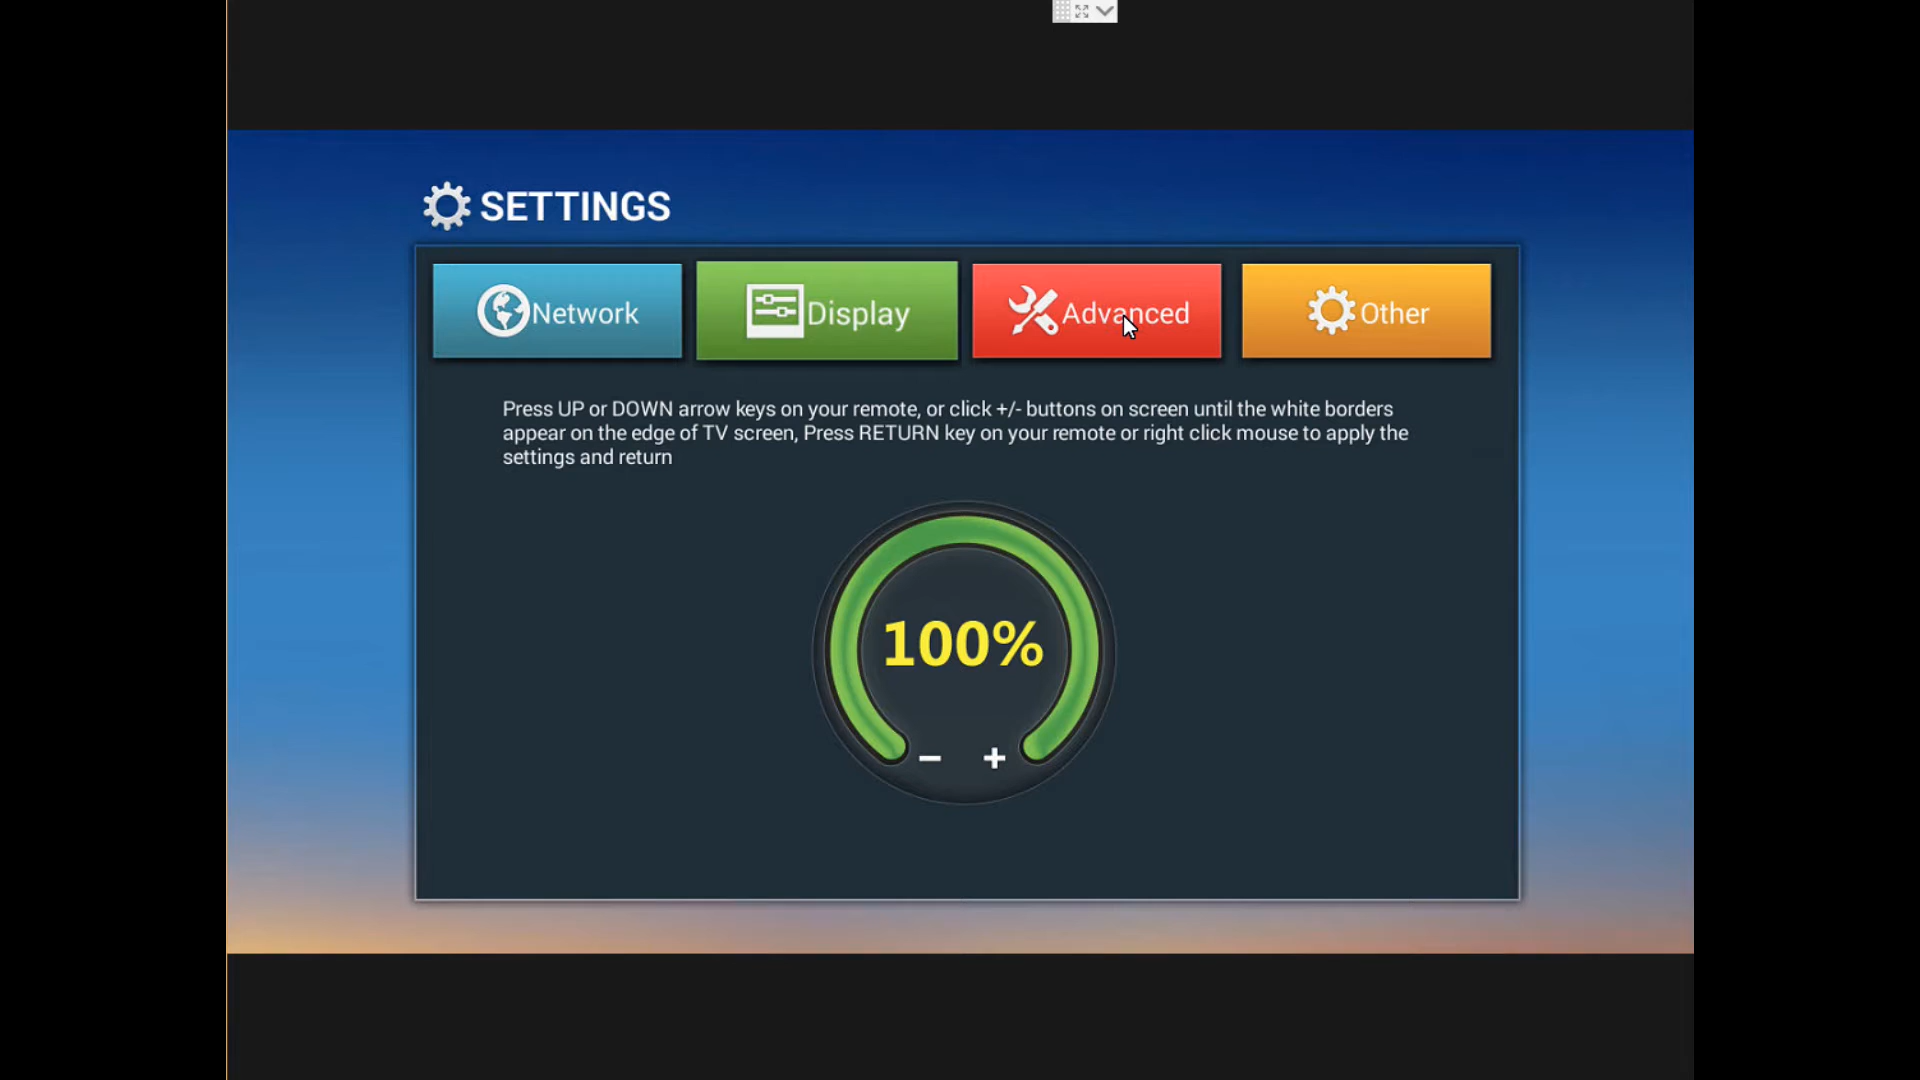 SETTINGS
Network
Display
Advanced
Other
Press UP or DOWN arrow keys on your remote, or click +/- buttons on screen until the white borders
appear on the edge of TV screen, Press RETURN key on your remote or right click mouse to apply the
settings and return
100%
- +